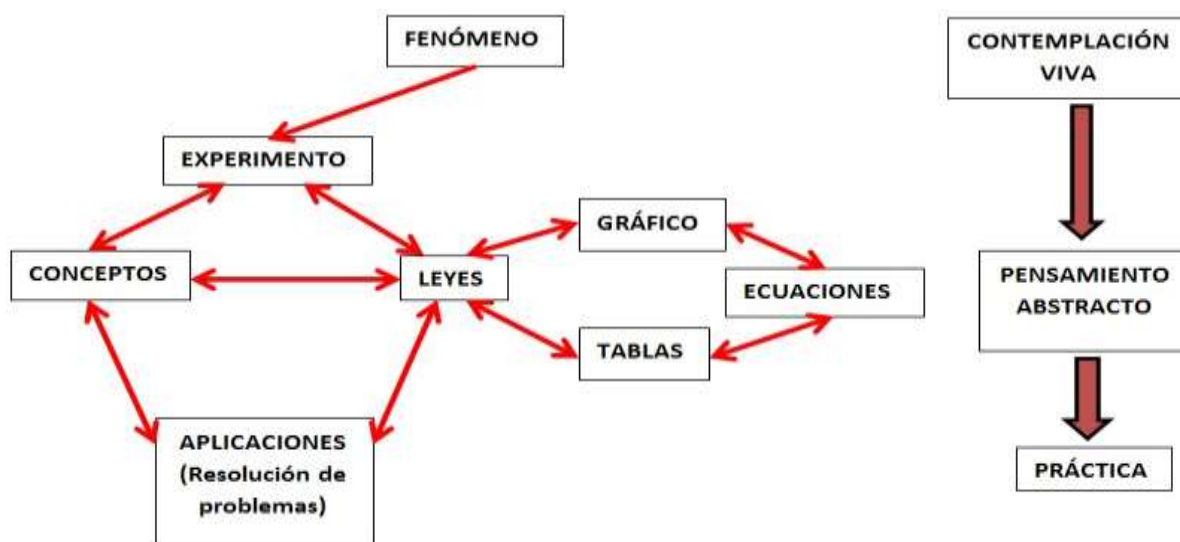 FENÓMENO
EXPERIMENTO
CONCEPTOS
LEYES
GRÁFICO
TABLAS
ECUACIONES
APLICACIONES
(Resolución de
problemas)
CONTEMPLACIÓN
VIVA
PENSAMIENTO
ABSTRACTO
PRÁCTICA